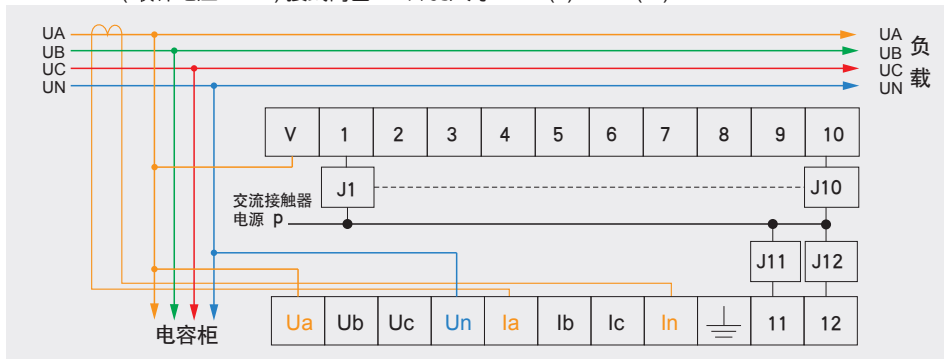 UA UA
UB UB 负
UC UC 载
UN UN
V 1 2 3 4 5 6 7 8 9 10
J1 J10
交流接触器
电源 p
J11 J12
Ua Ub Uc Un Ia Ib Ic In 11 12
电容柜